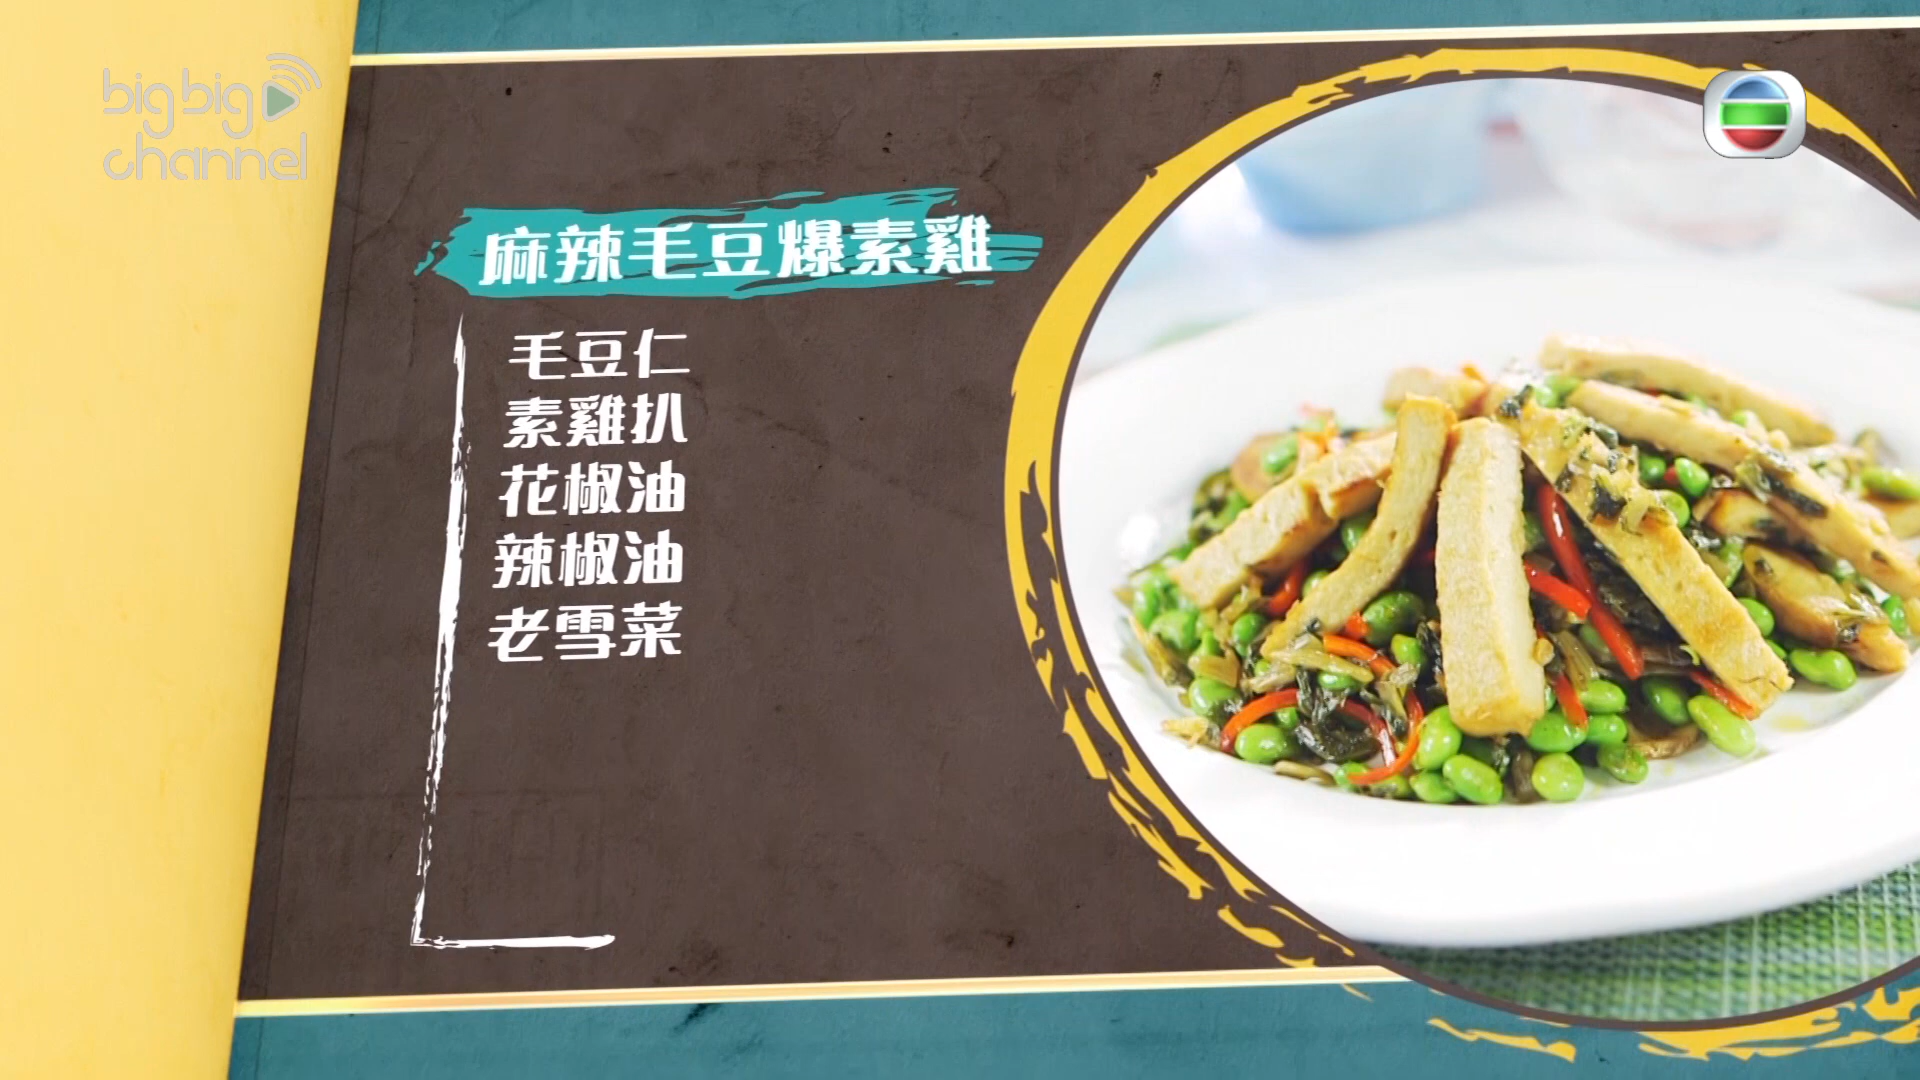 big big
channel
麻辣毛豆爆素雞
毛豆仁
素雞扒
花椒油
辣椒油
老雪菜